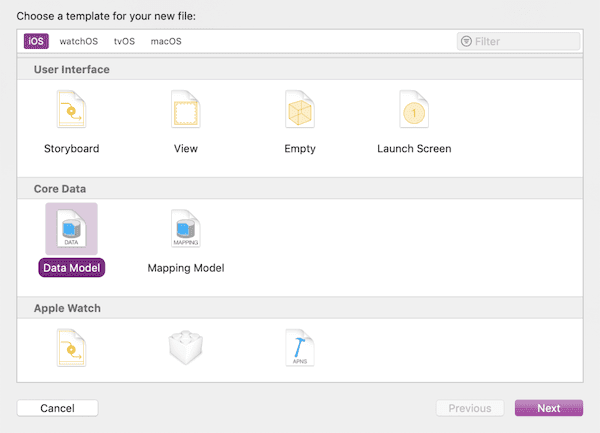 Choose a template for your new file:
iOS watchOS tvOS macOS Filter
User Interface
1
Storyboard View Empty Launch Screen
Core Data
DATA MAPPING
Data Model Mapping Model
Apple Watch
APNS
Cancel Previous Next